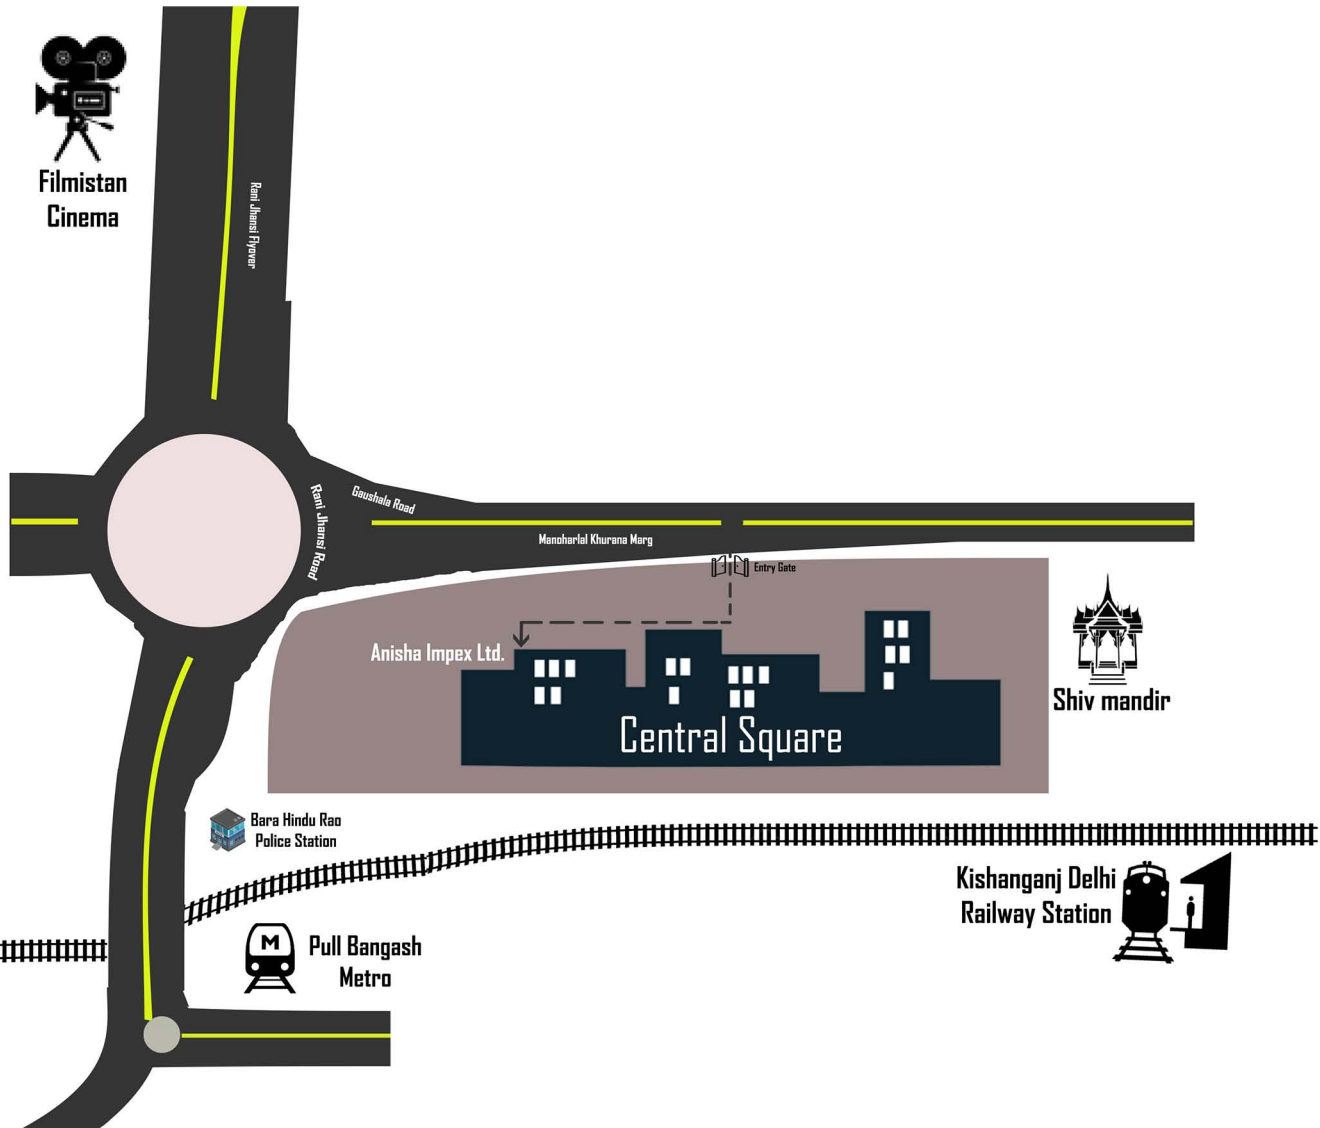 Filmistan
Cinema
Rani Jhansi Flyover
Rani Jhansi Road
Gaushala Road
Manoharlal Khurana Marg
Entry Gate
Anisha Impex Ltd.
Central Square
Shiv mandir
Bara Hindu Rao
Police Station
Kishanganj Delhi
Railway Station
M
Pull Bangash
Metro